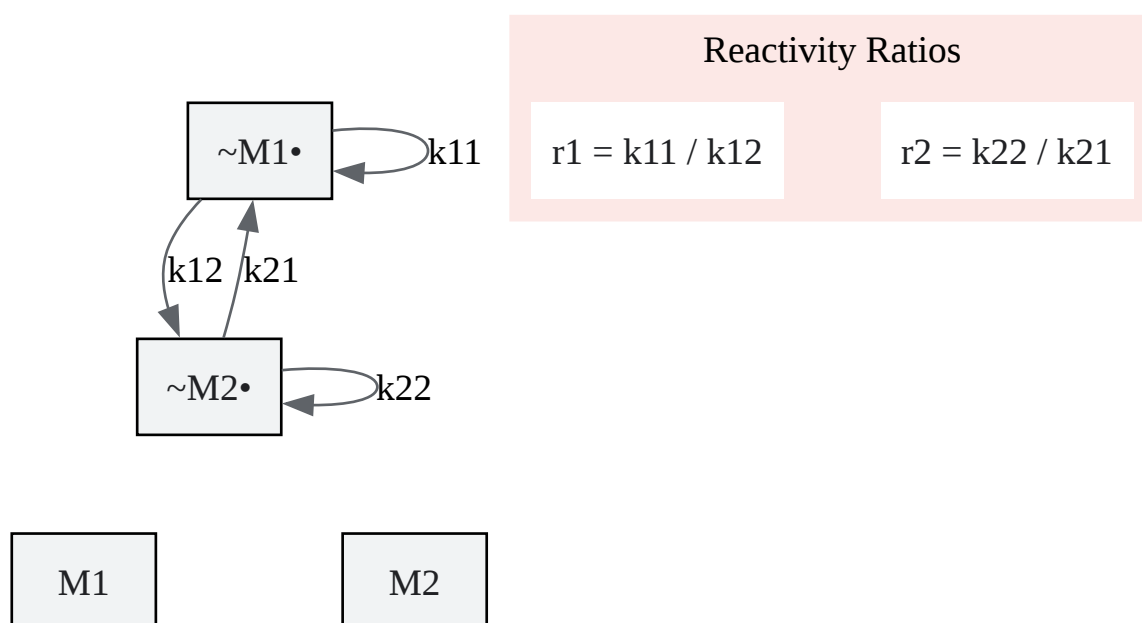 Reactivity Ratios
~M1•
k11
r1 = k11 / k12
r2 = k22 / k21
k12
k21
~M2•
k22
M1
M2